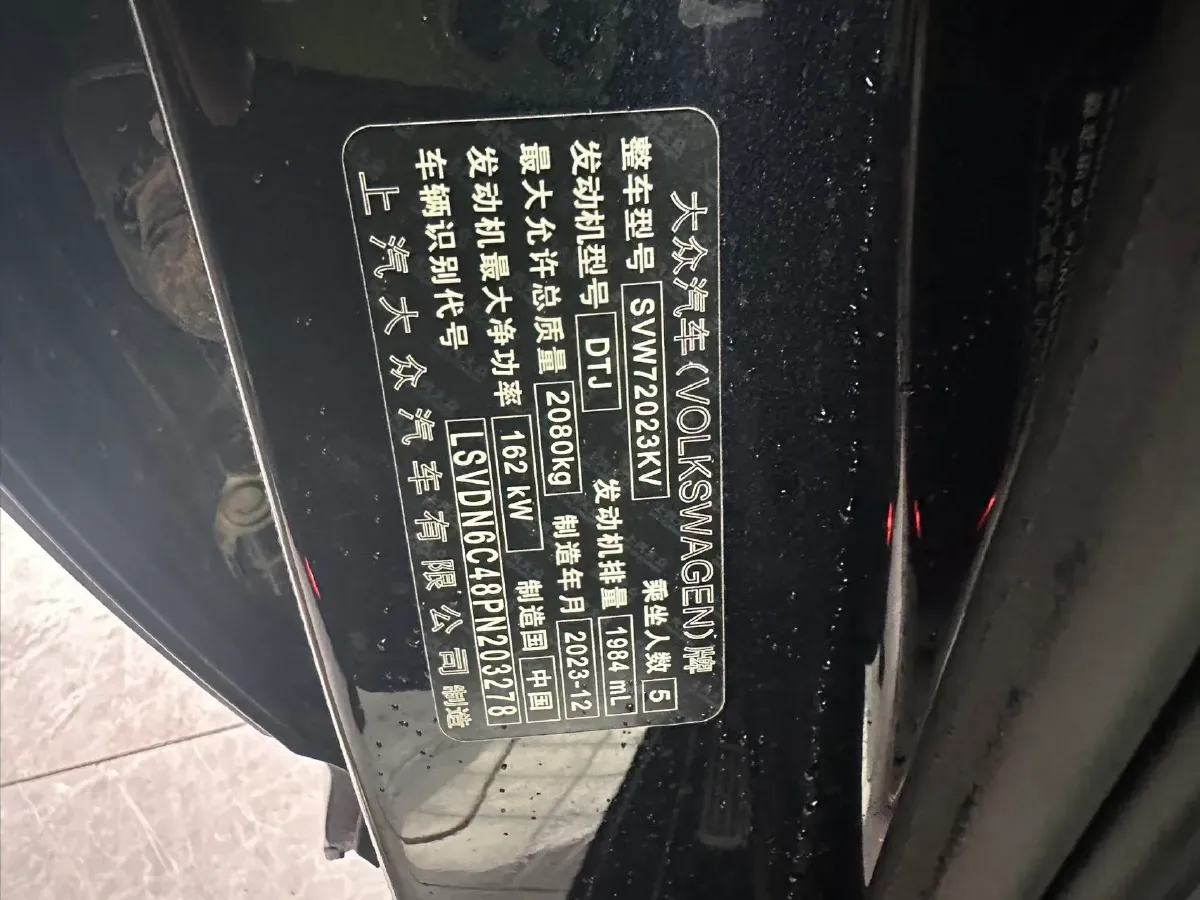 大众汽车(VOLKSWAGEN)牌
整车型号 SVW72023KV 乘坐人数 5
发动机型号 DTJ 发动机排量 1984 mL
最大允许总质量 2080kg 制造年月 2023-12
发动机最大净功率 162 kW 制造国 中国
车辆识别代号 LSVDN6C48PN203278
上汽大众汽车有限公司 制造